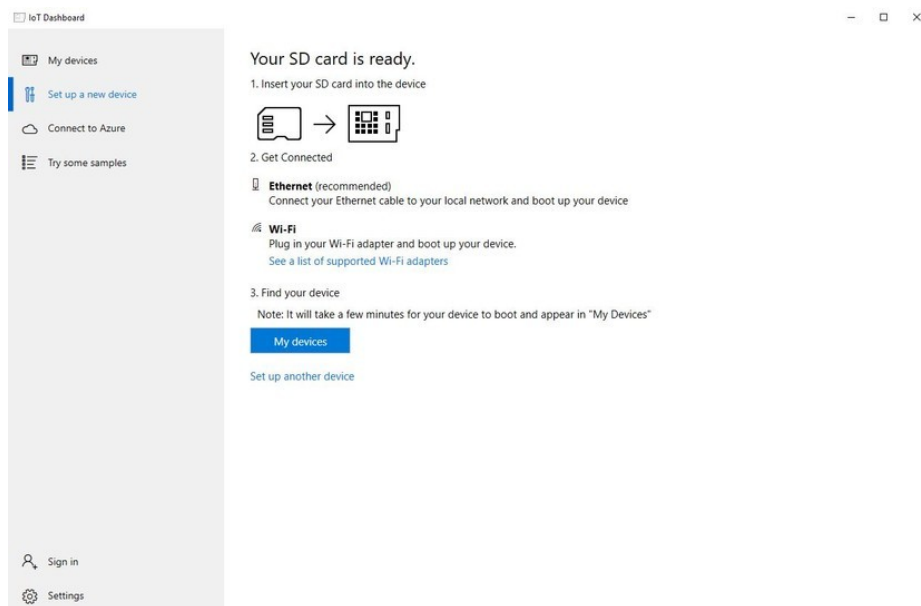 IoT Dashboard
My devices
Set up a new device
Connect to Azure
Try some samples
Sign in
Settings
Your SD card is ready.
1. Insert your SD card into the device
2. Get Connected
Ethernet (recommended)
Connect your Ethernet cable to your local network and boot up your device
Wi-Fi
Plug in your Wi-Fi adapter and boot up your device.
See a list of supported Wi-Fi adapters
3. Find your device
Note: It will take a few minutes for your device to boot and appear in "My Devices"
My devices
Set up another device